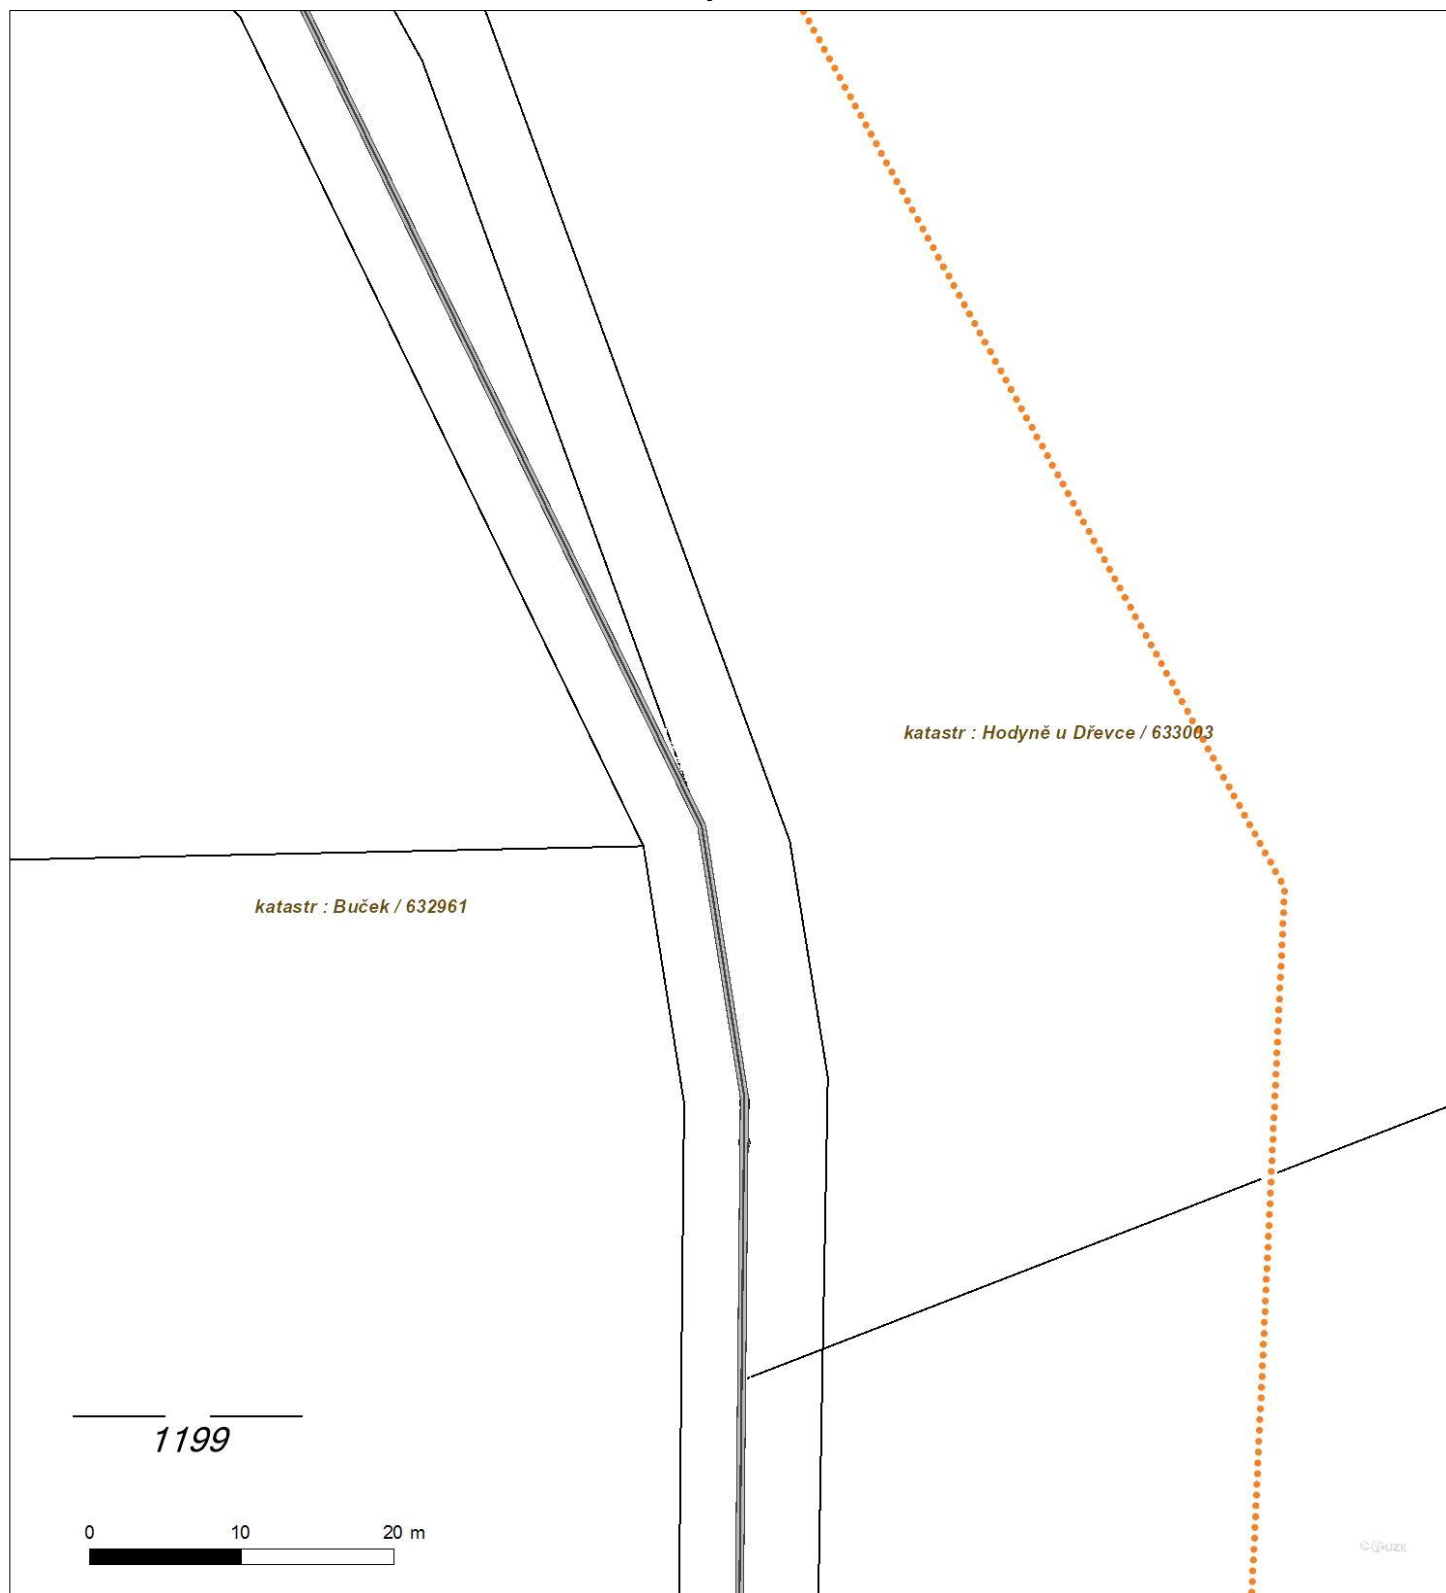 katastr : Hodyně u Dřevce / 633003
katastr : Buček / 632961
1199
0 10 20 m